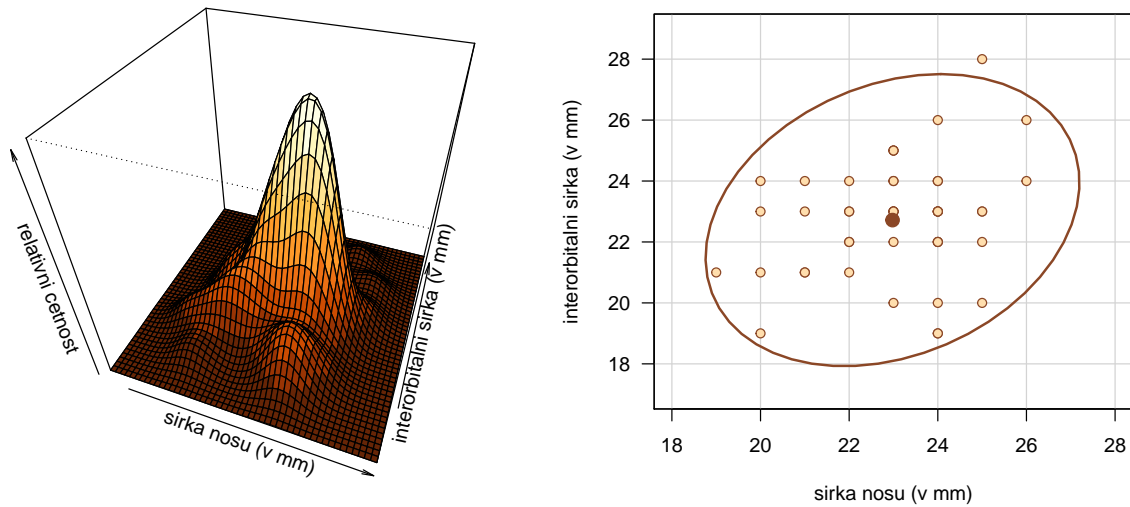 relativni cetnost
sirka nosu (v mm)
interorbitalni sirka (v mm)
interorbitalni sirka (v mm)
28
26
24
22
20
18
18 20 22 24 26 28
sirka nosu (v mm)